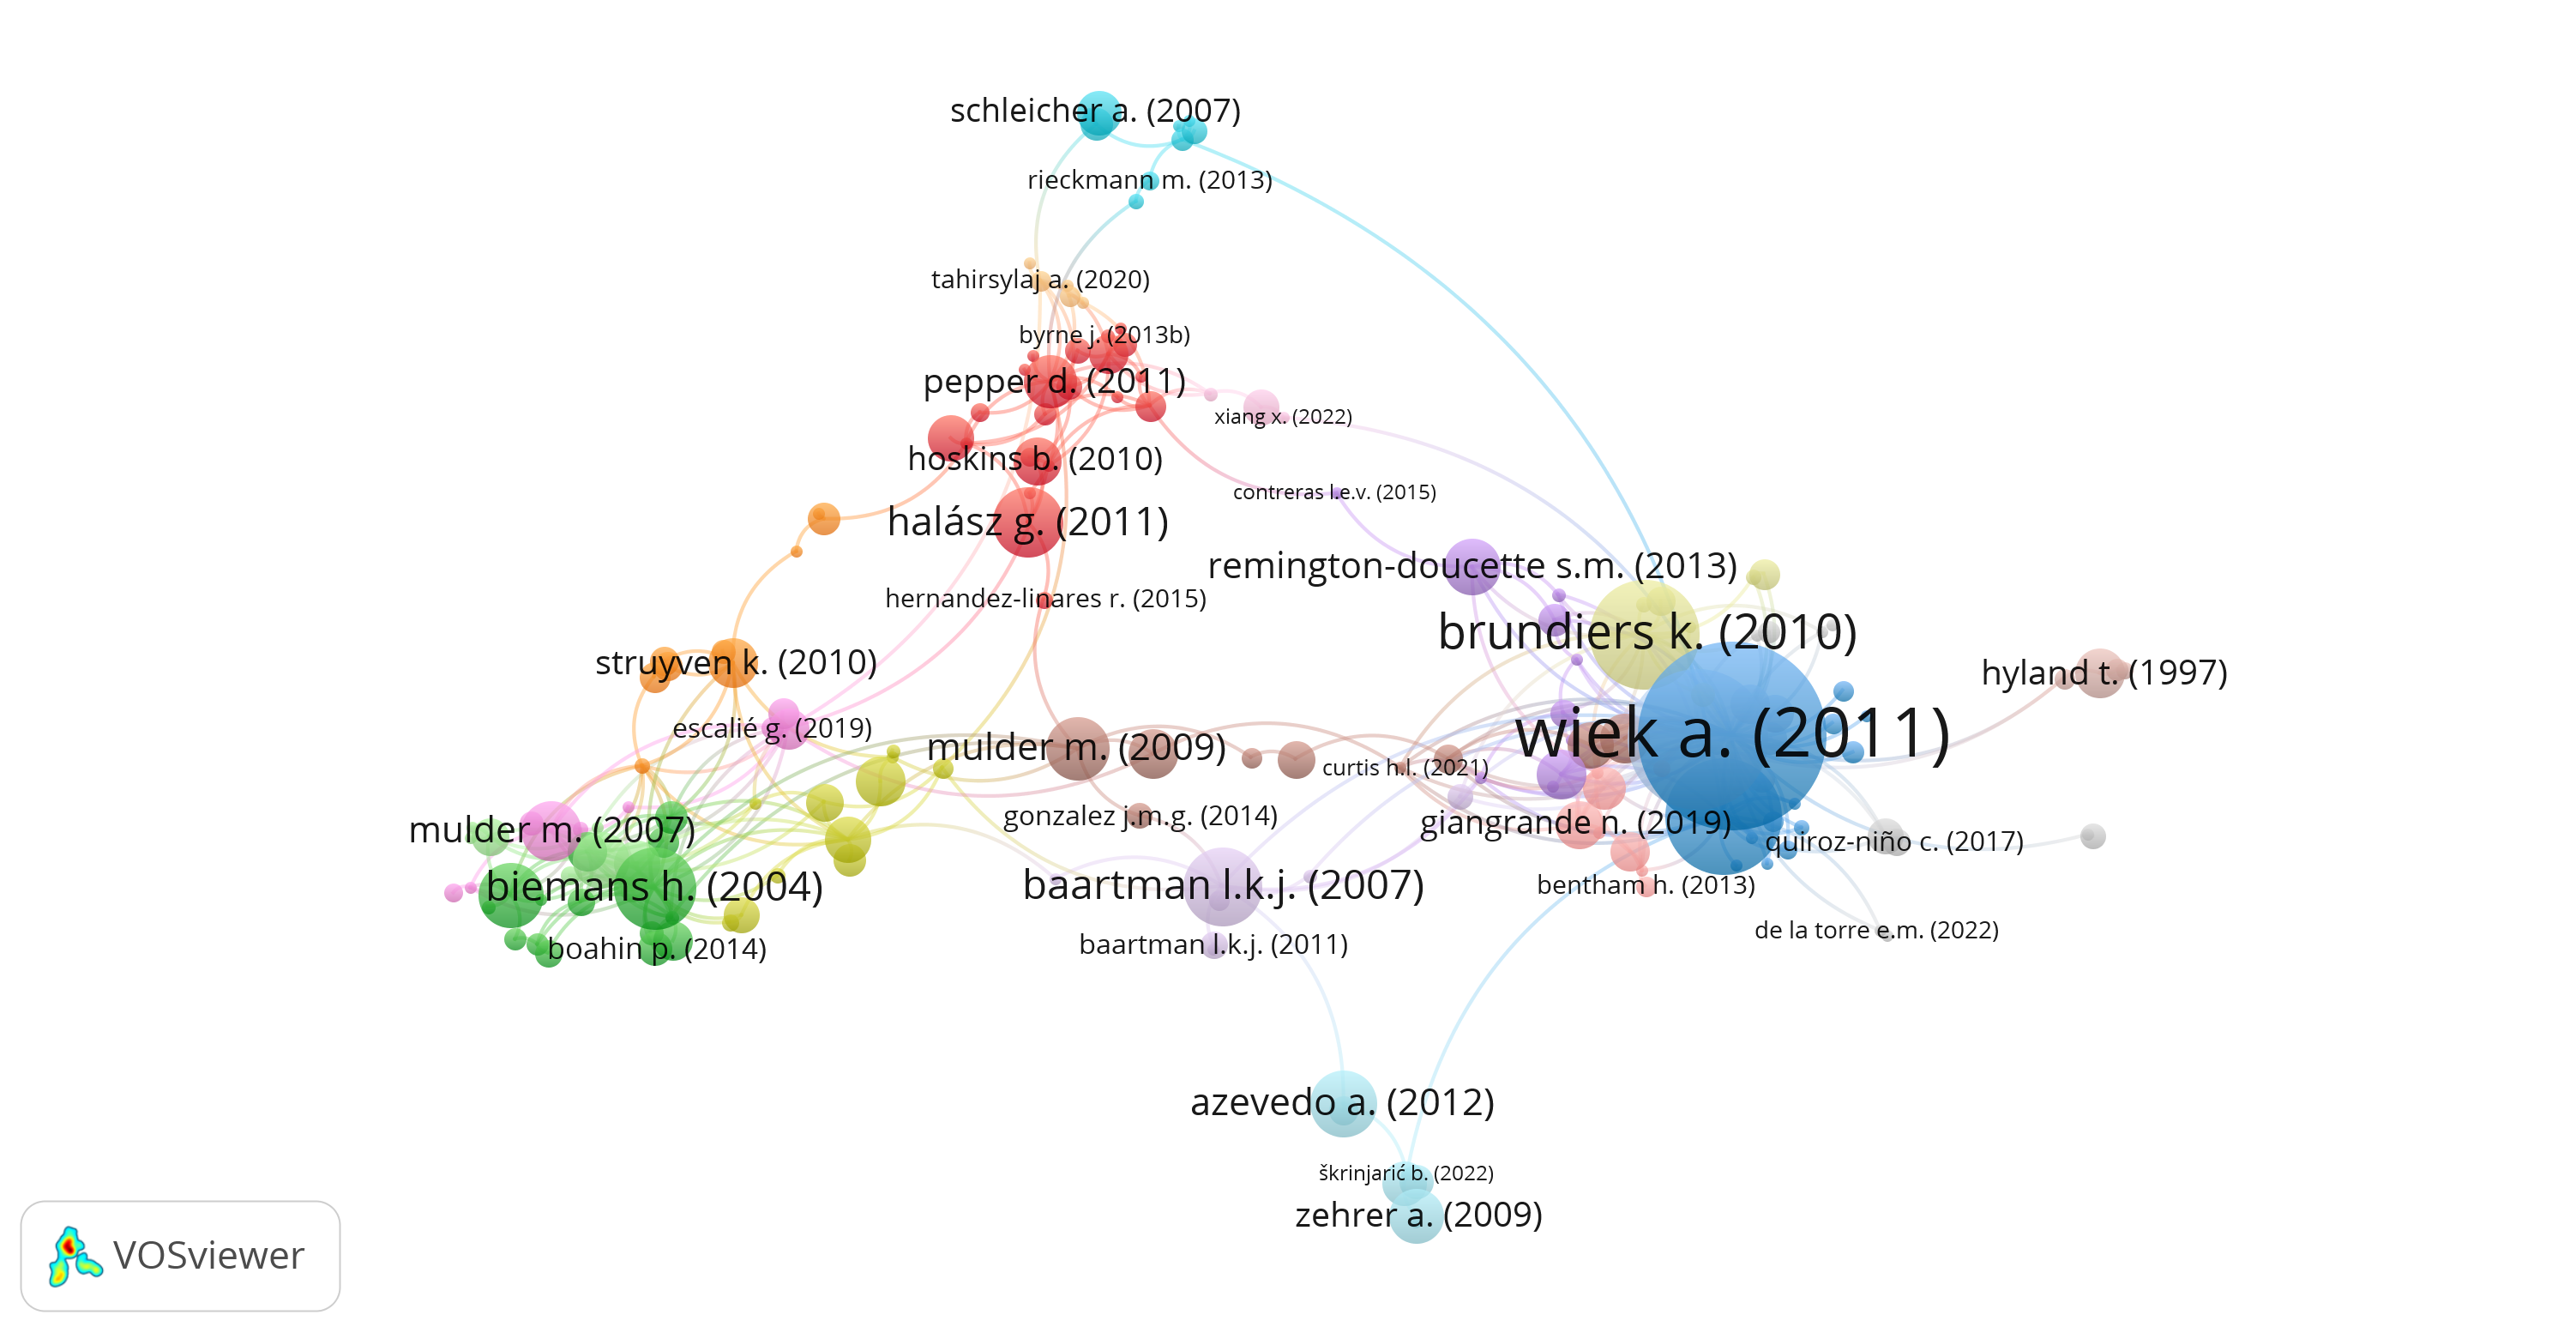 schleicher a. (2007)
rieckmann m. (2013)
tahirsylaj a. (2020)
byrne j. (2013b)
pepper d. (2011)
xiang x. (2022)
hoskins b. (2010)
contreras l.e.v. (2015)
halász g. (2011)
remington-doucette s.m. (2013)
hernandez-linares r. (2015)
brundiers k. (2010)
struyven k. (2010)
hyland t. (1997)
escalié g. (2019)
wiek a. (2011)
mulder m. (2009)
curtis h.l. (2021)
gonzalez j.m.g. (2014)
giangrande n. (2019)
mulder m. (2007)
quiroz-niño c. (2017)
biemans h. (2004)
baartman l.k.j. (2007)
bentham h. (2013)
de la torre e.m. (2022)
baartman l.k.j. (2011)
boahin p. (2014)
azevedo a. (2012)
škrinjarić b. (2022)
zehrer a. (2009)
VOSviewer